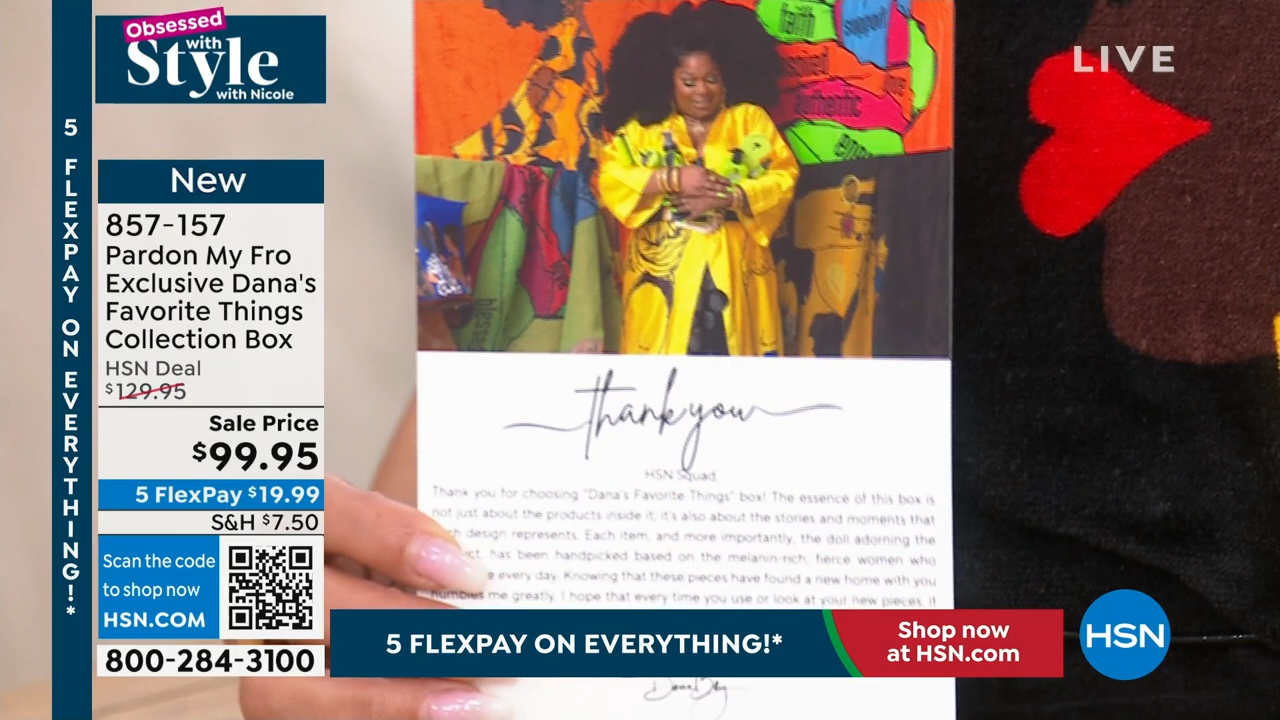 Obsessed
with
Style
with Nicole
LIVE
5 FLEXPAY ON EVERYTHING!*
New
857-157
Pardon My Fro
Exclusive Dana's
Favorite Things
Collection Box
HSN Deal
$129.95
Sale Price
$99.95
5 FlexPay $19.99
S&H $7.50
Scan the code
to shop now
HSN.COM
800-284-3100
faith
support
authentic
blesse
thank you
HSN Squad,
Thank you for choosing "Dana's Favorite Things" box! The essence of this box is
not just about the products inside it; it's also about the stories and moments that
design represents. Each item, and more importantly, the doll adorning the
has been handpicked based on the melanin-rich, fierce women who
every day. Knowing that these pieces have found a new home with you
humbles me greatly. I hope that every time you use or look at your new pieces, it
5 FLEXPAY ON EVERYTHING!*
Shop now
at HSN.com
HSN